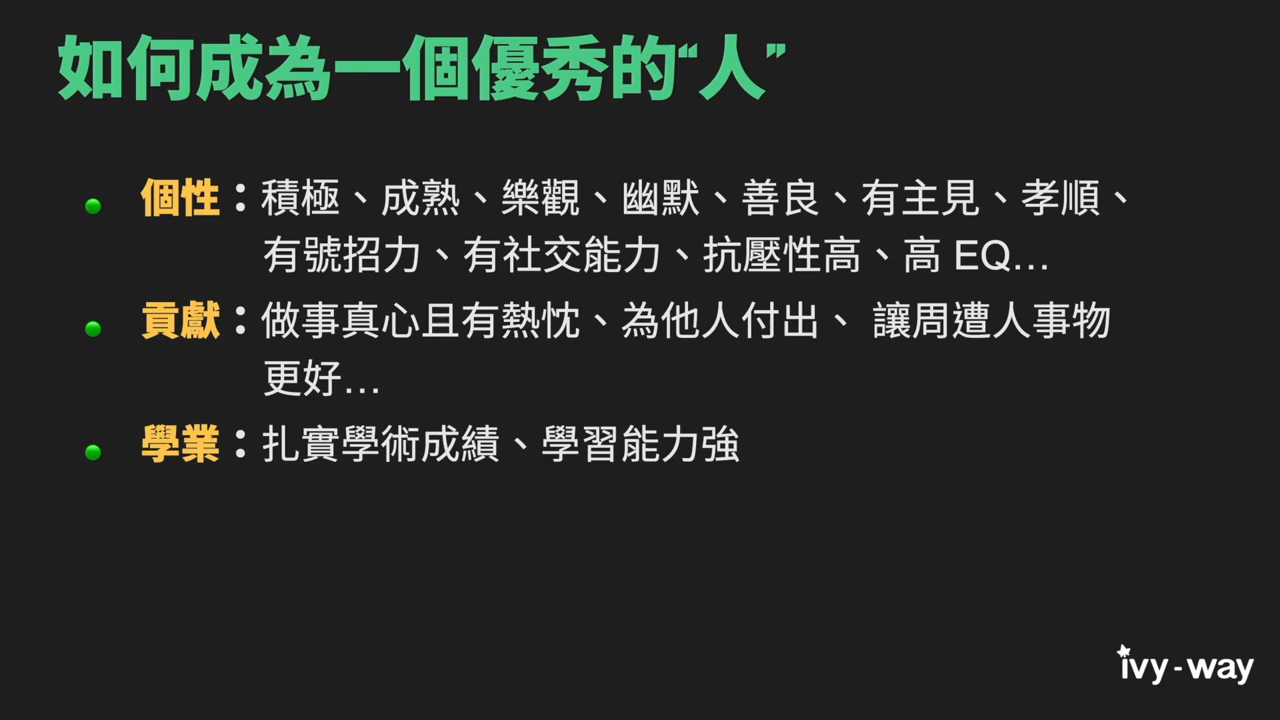 如何成為一個優秀的“人”
個性：積極、成熟、樂觀、幽默、善良、有主見、孝順、
有號招力、有社交能力、抗壓性高、高 EQ…
貢獻：做事真心且有熱忱、為他人付出、 讓周遭人事物
更好…
學業：扎實學術成績、學習能力強
ivy-way